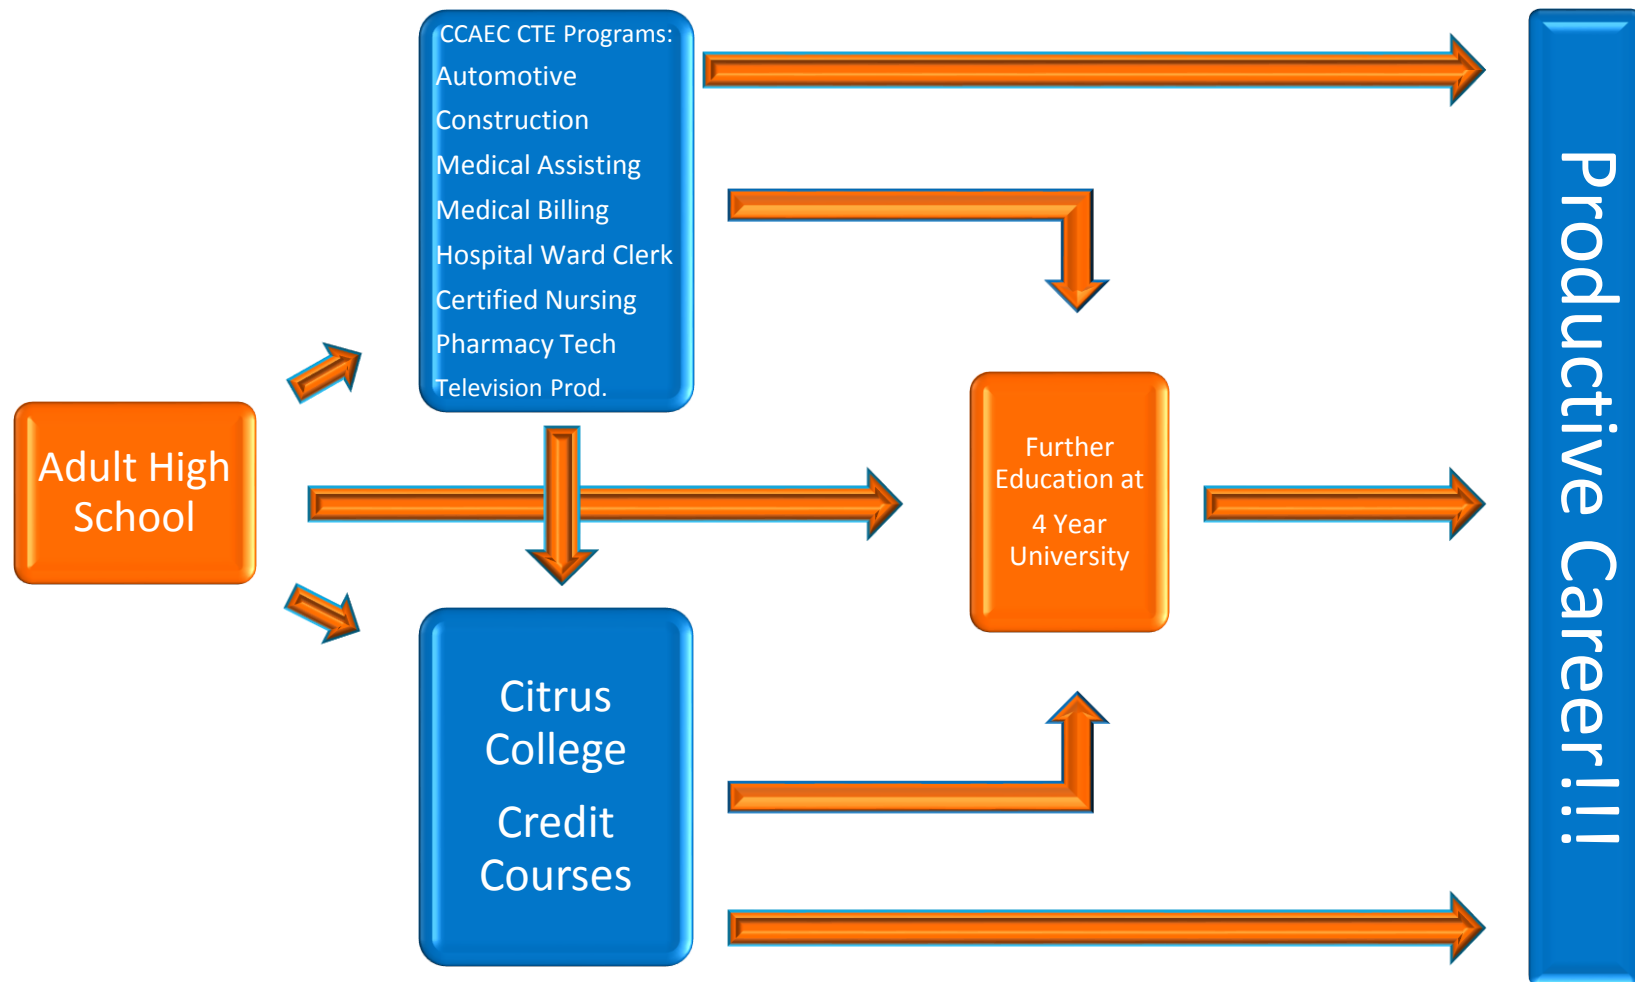 CCAEC CTE Programs:
Automotive
Construction
Medical Assisting
Medical Billing
Hospital Ward Clerk
Certified Nursing
Pharmacy Tech
Television Prod.
Adult High
School
Citrus
College
Credit
Courses
Further
Education at
4 Year
University
Productive Career!!!